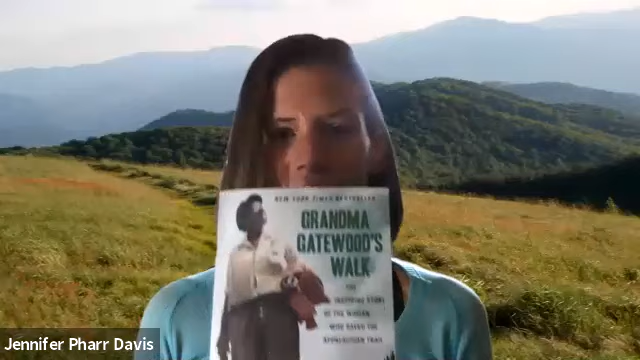 NEW YORK TIMES BESTSELLER
GRANDMA
GATEWOOD'S
WALK
THE
INSPIRING STORY
OF THE WOMAN
WHO SAVED THE
APPALACHIAN TRAIL
Jennifer Pharr Davis